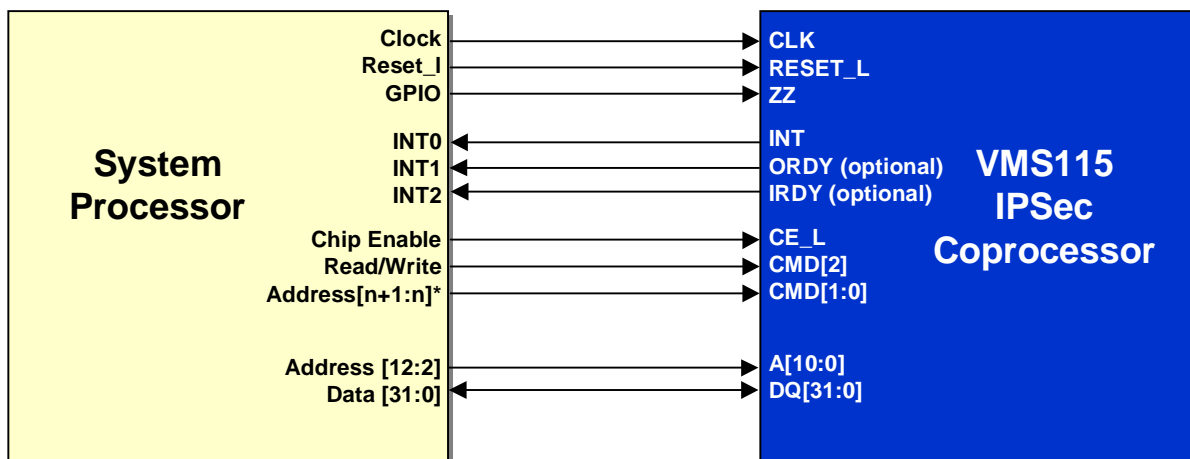 Clock
Reset_l
GPIO
INT0
INT1
INT2
System
Processor
Chip Enable
Read/Write
Address[n+1:n]*
Address [12:2]
Data [31:0]
CLK
RESET_L
ZZ
INT
ORDY (optional)
IRDY (optional)
VMS115
IPSec
Coprocessor
CE_L
CMD[2]
CMD[1:0]
A[10:0]
DQ[31:0]